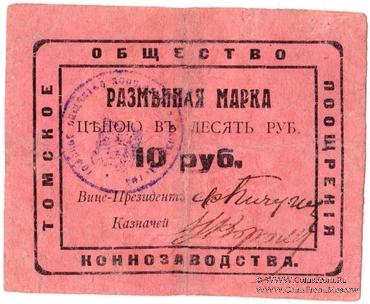 ОБЩЕСТВО
ТОМСКОЕ
ПООЩРЕНІЯ
РАЗМѢННАЯ МАРКА
ЦѢНОЮ ВЪ ДЕСЯТЬ РУБ.
10 руб.
Вице-Президентъ
Казначей
КОННОЗАВОДСТВА.